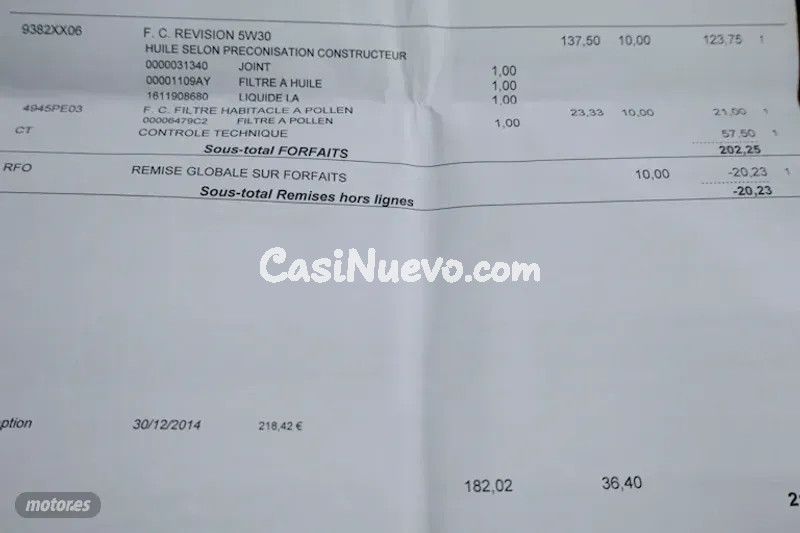 9382XX06 F. C. REVISION 5W30 137,50 10,00 123,75 1
HUILE SELON PRECONISATION CONSTRUCTEUR
0000031340 JOINT 1,00
00001109AY FILTRE A HUILE 1,00
1611908680 LIQUIDE LA 1,00
4945PE03 F. C. FILTRE HABITACLE A POLLEN 23,33 10,00 21,00 1
00006479C2 FILTRE A POLLEN 1,00
CT CONTROLE TECHNIQUE 57,50 1
Sous-total FORFAITS 202,25
RFO REMISE GLOBALE SUR FORFAITS 10,00 -20,23 1
Sous-total Remises hors lignes -20,23
CasiNuevo.com
ption 30/12/2014 218,42 €
182,02 36,40
motor.es